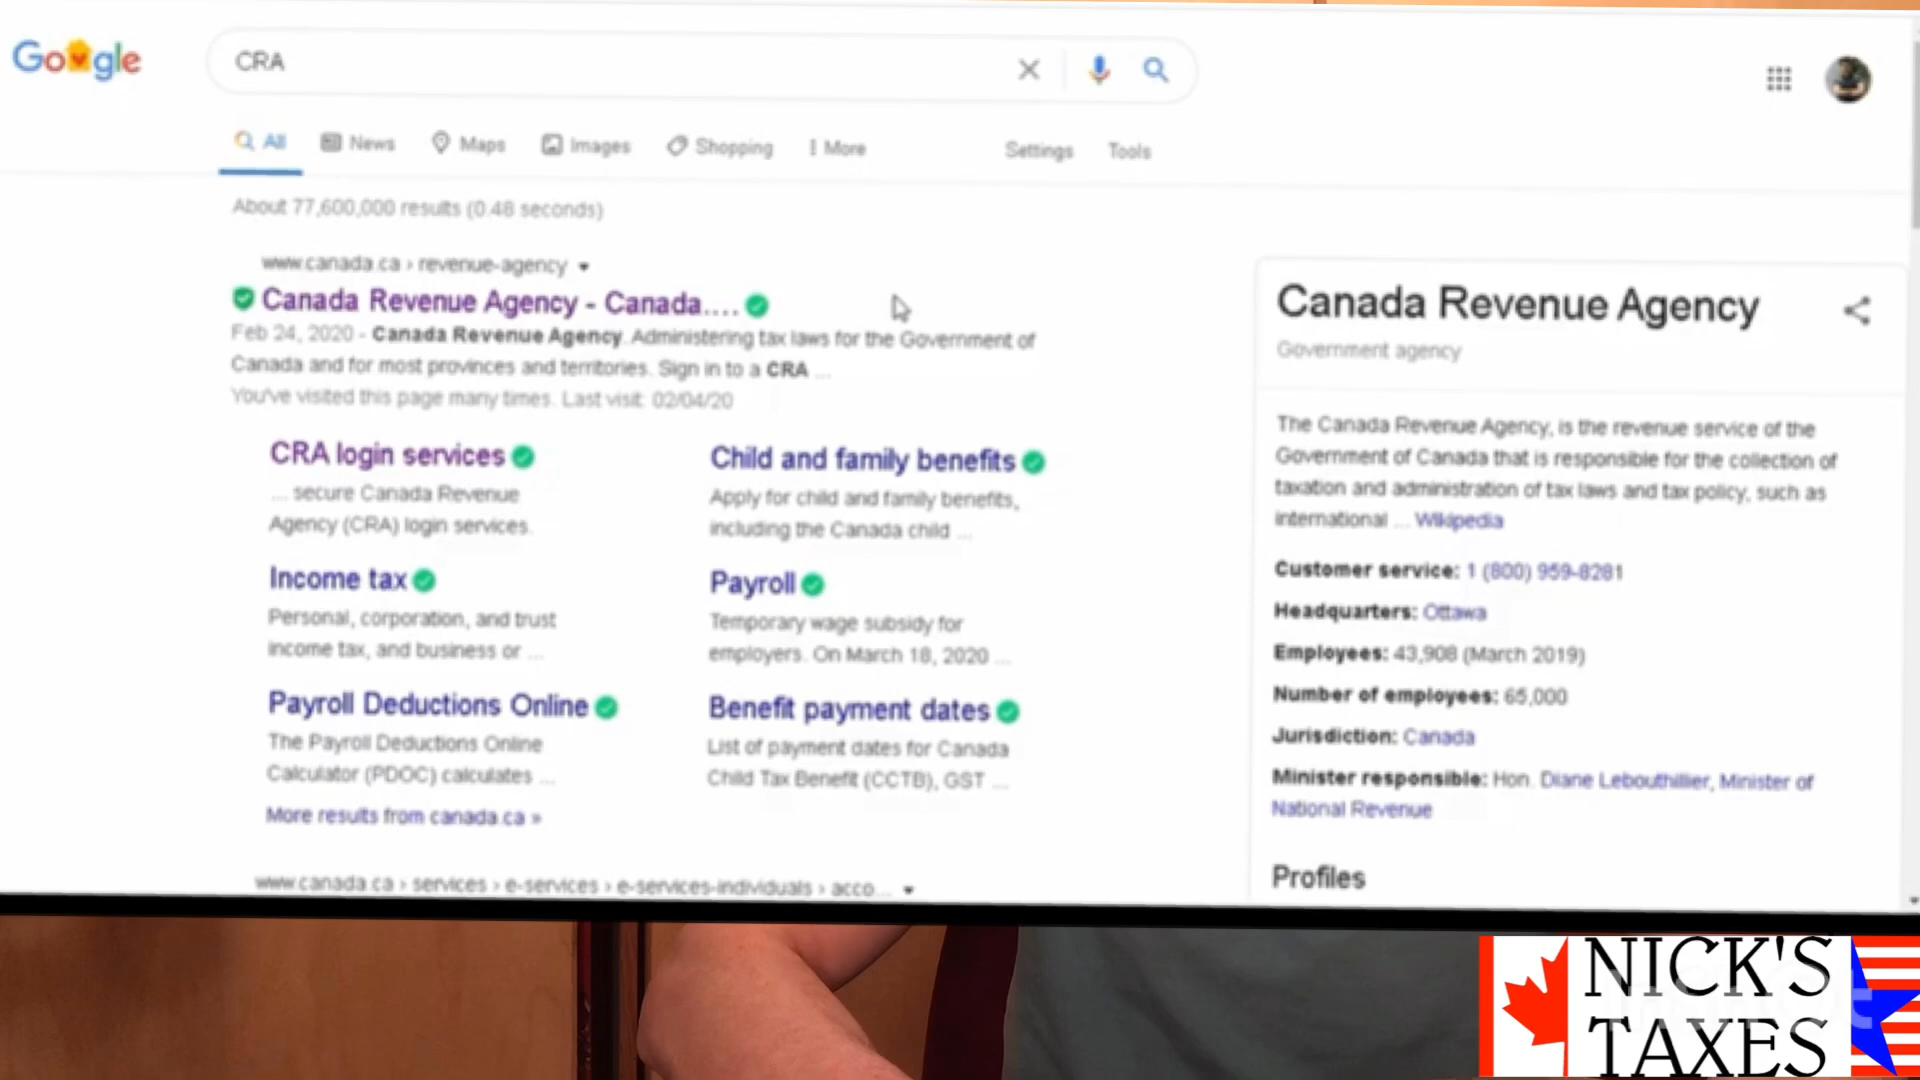 Google
CRA
All
News
Maps
Images
Shopping
More
Settings
Tools
About 77,600,000 results (0.48 seconds)
www.canada.ca › revenue-agency
Canada Revenue Agency - Canada....
Feb 24, 2020 - Canada Revenue Agency. Administering tax laws for the Government of
Canada and for most provinces and territories. Sign in to a CRA ...
You've visited this page many times. Last visit: 02/04/20
CRA login services
... secure Canada Revenue
Agency (CRA) login services.
Child and family benefits
Apply for child and family benefits,
including the Canada child ...
Income tax
Personal, corporation, and trust
income tax, and business or ...
Payroll
Temporary wage subsidy for
employers. On March 18, 2020 ...
Payroll Deductions Online
The Payroll Deductions Online
Calculator (PDOC) calculates ...
Benefit payment dates
List of payment dates for Canada
Child Tax Benefit (CCTB), GST ...
More results from canada.ca »
www.canada.ca › services › e-services › e-services-individuals › acco...
Canada Revenue Agency
Government agency
The Canada Revenue Agency, is the revenue service of the
Government of Canada that is responsible for the collection of
taxation and administration of tax laws and tax policy, such as
international ... Wikipedia
Customer service: 1 (800) 959-8281
Headquarters: Ottawa
Employees: 43,908 (March 2019)
Number of employees: 65,000
Jurisdiction: Canada
Minister responsible: Hon. Diane Lebouthillier, Minister of
National Revenue
Profiles
NICK'S
TAXES